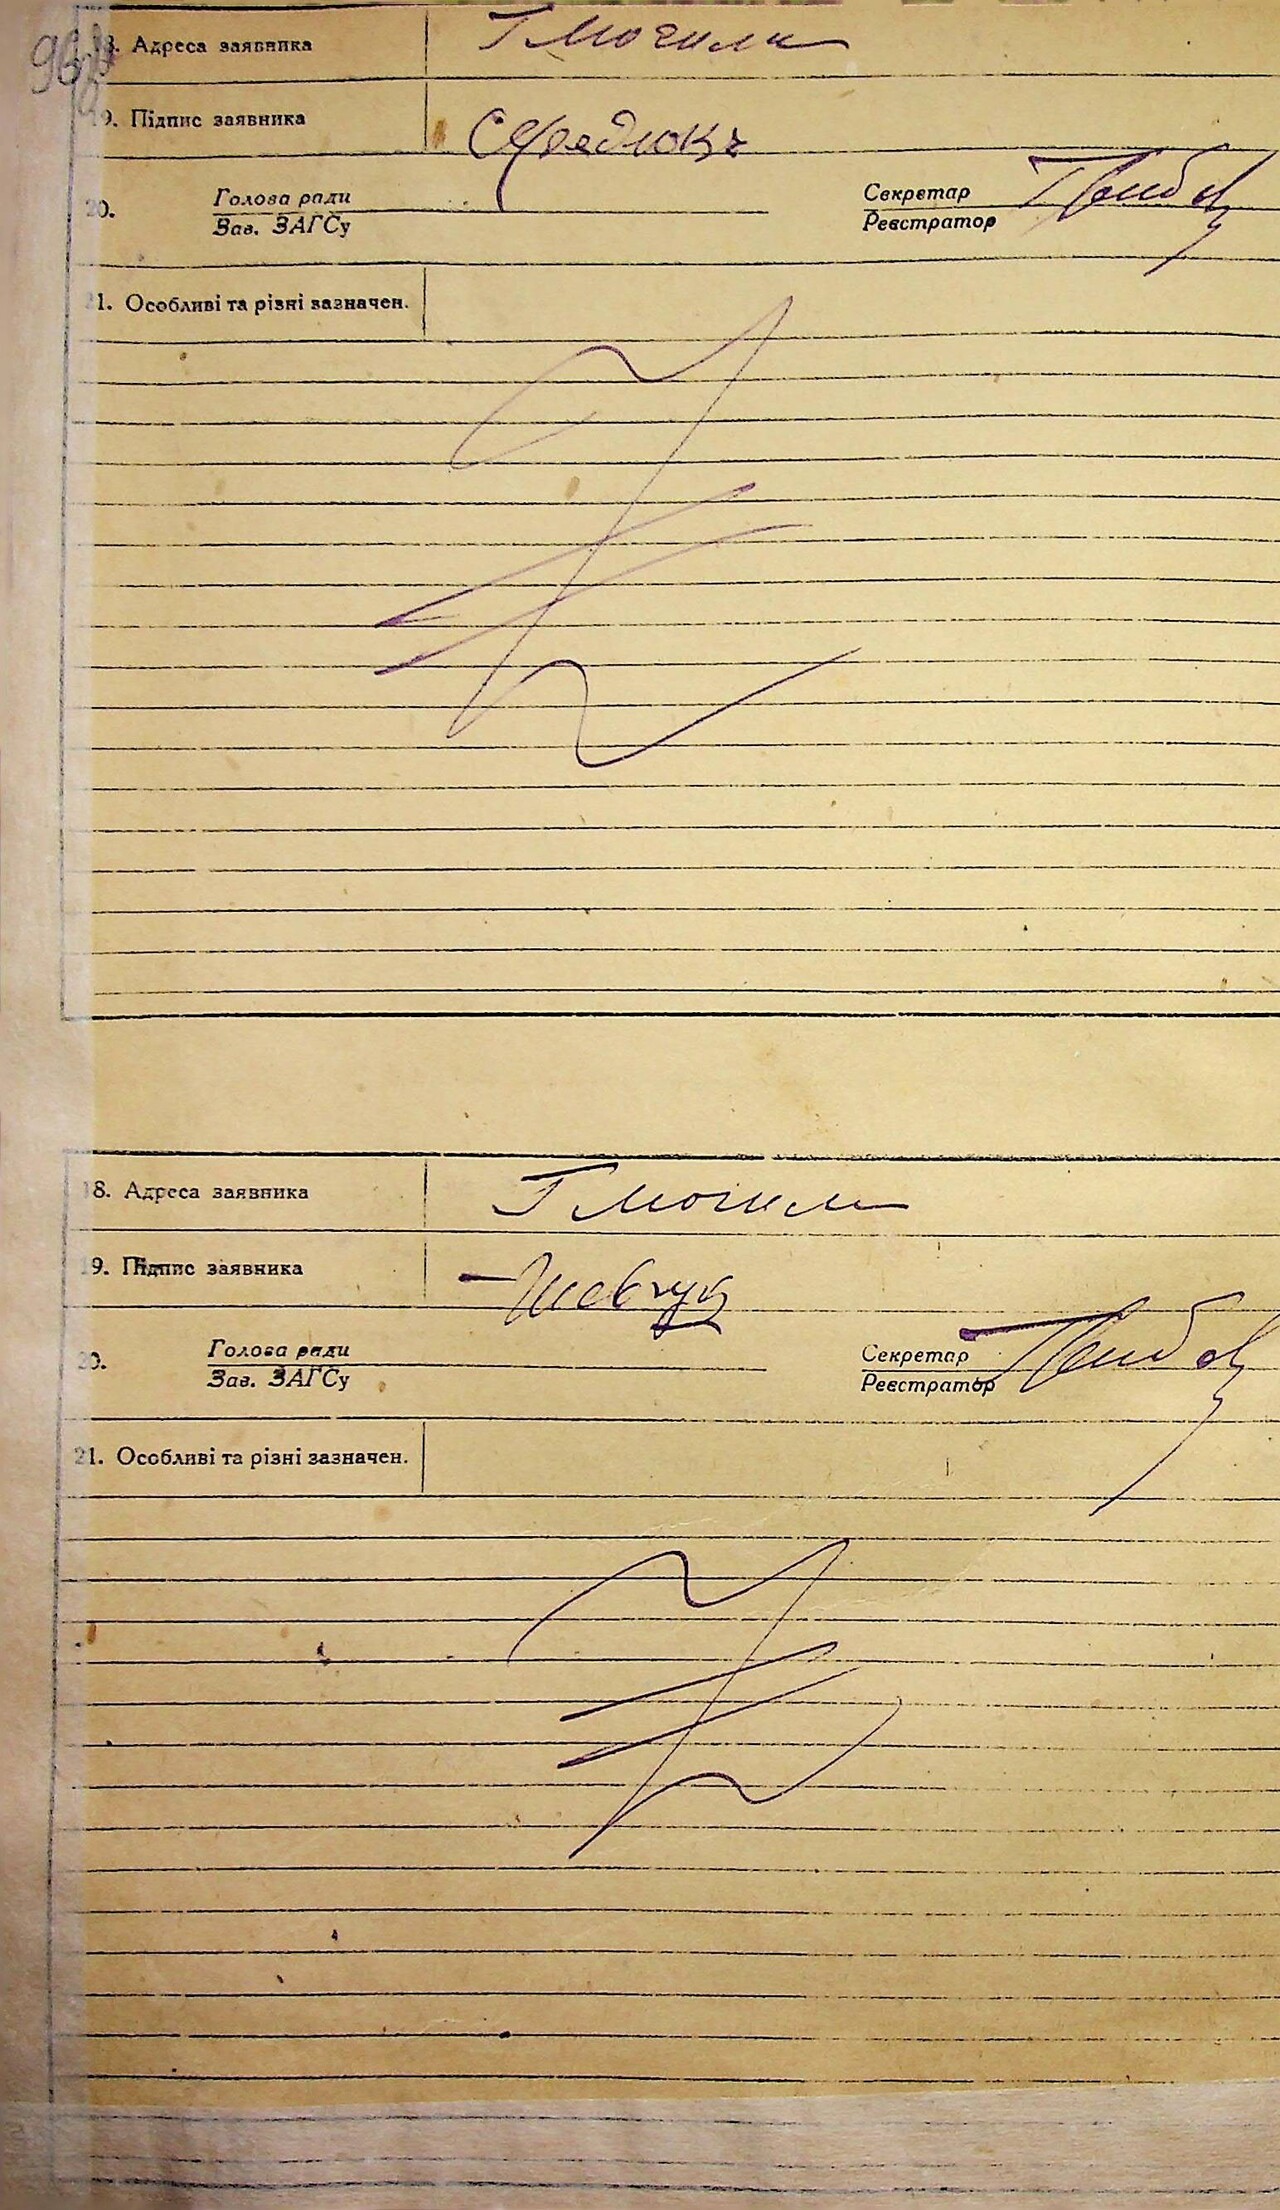 18. Адреса заявника Г Могили
19. Підпис заявника
20. Голова ради Секретар
Зав. ЗАГСу Реєстратор
21. Особливі та різні зазначен.
18. Адреса заявника Г Могили
19. Підпис заявника Шевчук
20. Голова ради Секретар
Зав. ЗАГСу Реєстратор
21. Особливі та різні зазначен.